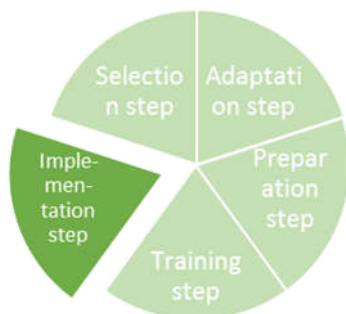 Selectio
n step
Adaptati
on step
Prepar
ation
step
Training
step
Imple-
men-
tation
step